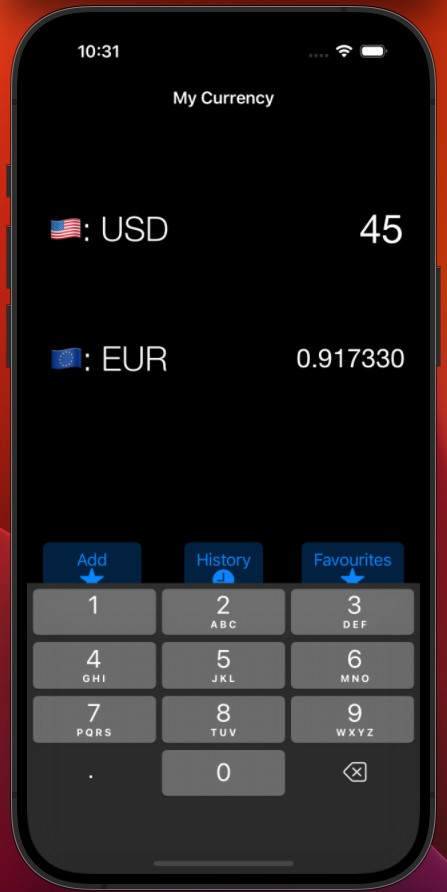 10:31
My Currency
: USD 45
: EUR 0.917330
Add History Favourites
1 2 3
ABC DEF
4 5 6
GHI JKL MNO
7 8 9
PQRS TUV WXYZ
. 0